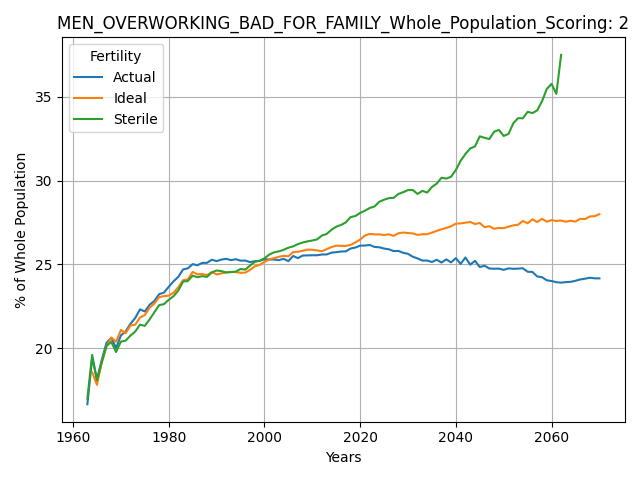 MEN_OVERWORKING_BAD_FOR_FAMILY_Whole_Population_Scoring: 2
Fertility
Actual
Ideal
Sterile
% of Whole Population
35
30
25
20
1960 1980 2000 2020 2040 2060
Years